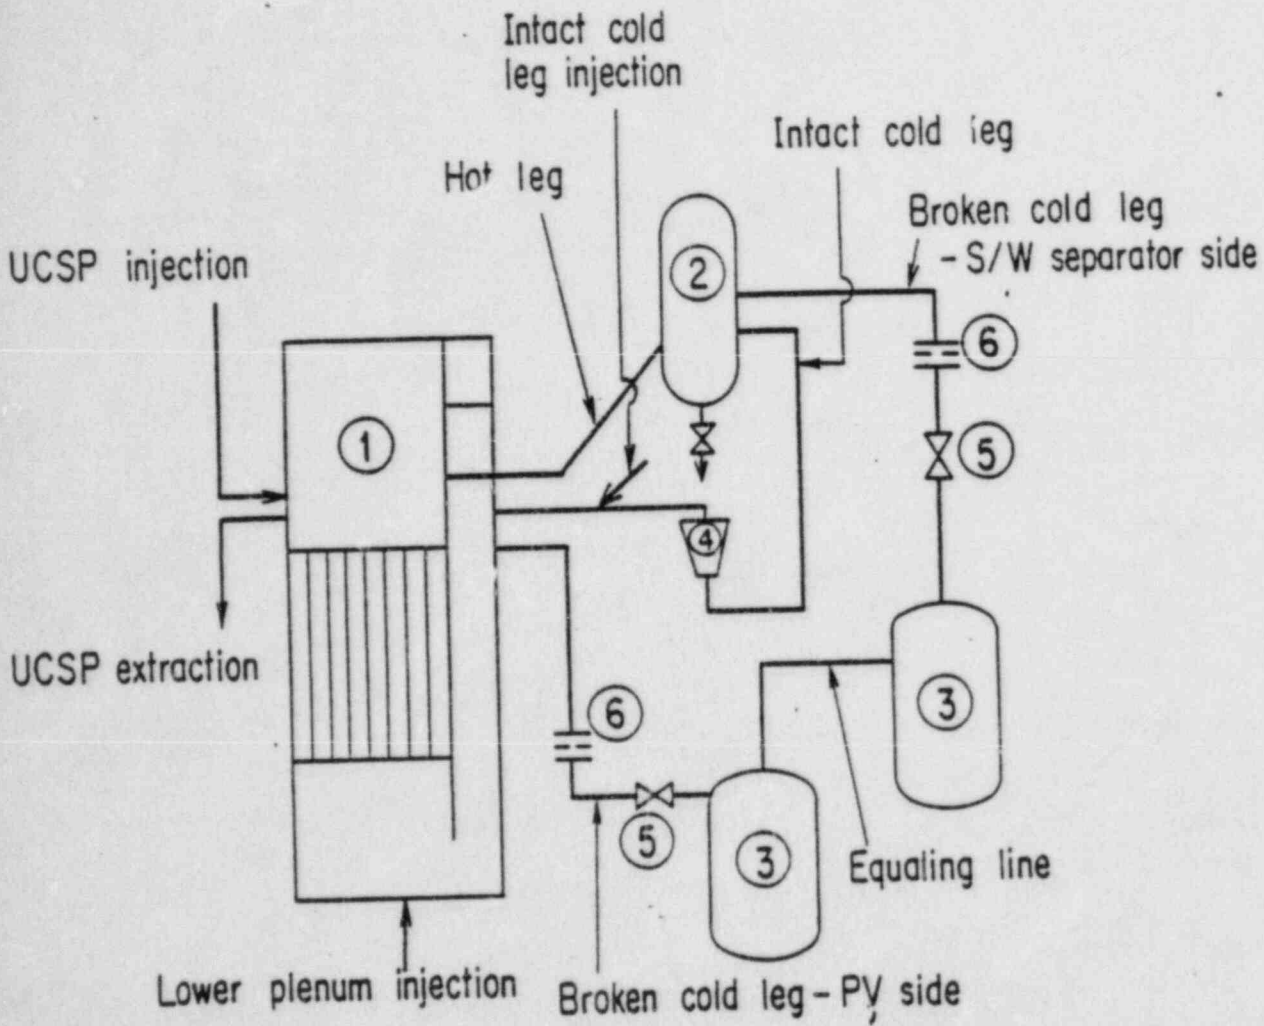 Intact cold
leg injection
Intact cold leg
Hot leg
Broken cold leg
- S/W separator side
UCSP injection
2
6
1
5
4
UCSP extraction
3
6
5
3
Equaling line
Lower plenum injection
Broken cold leg - PV side